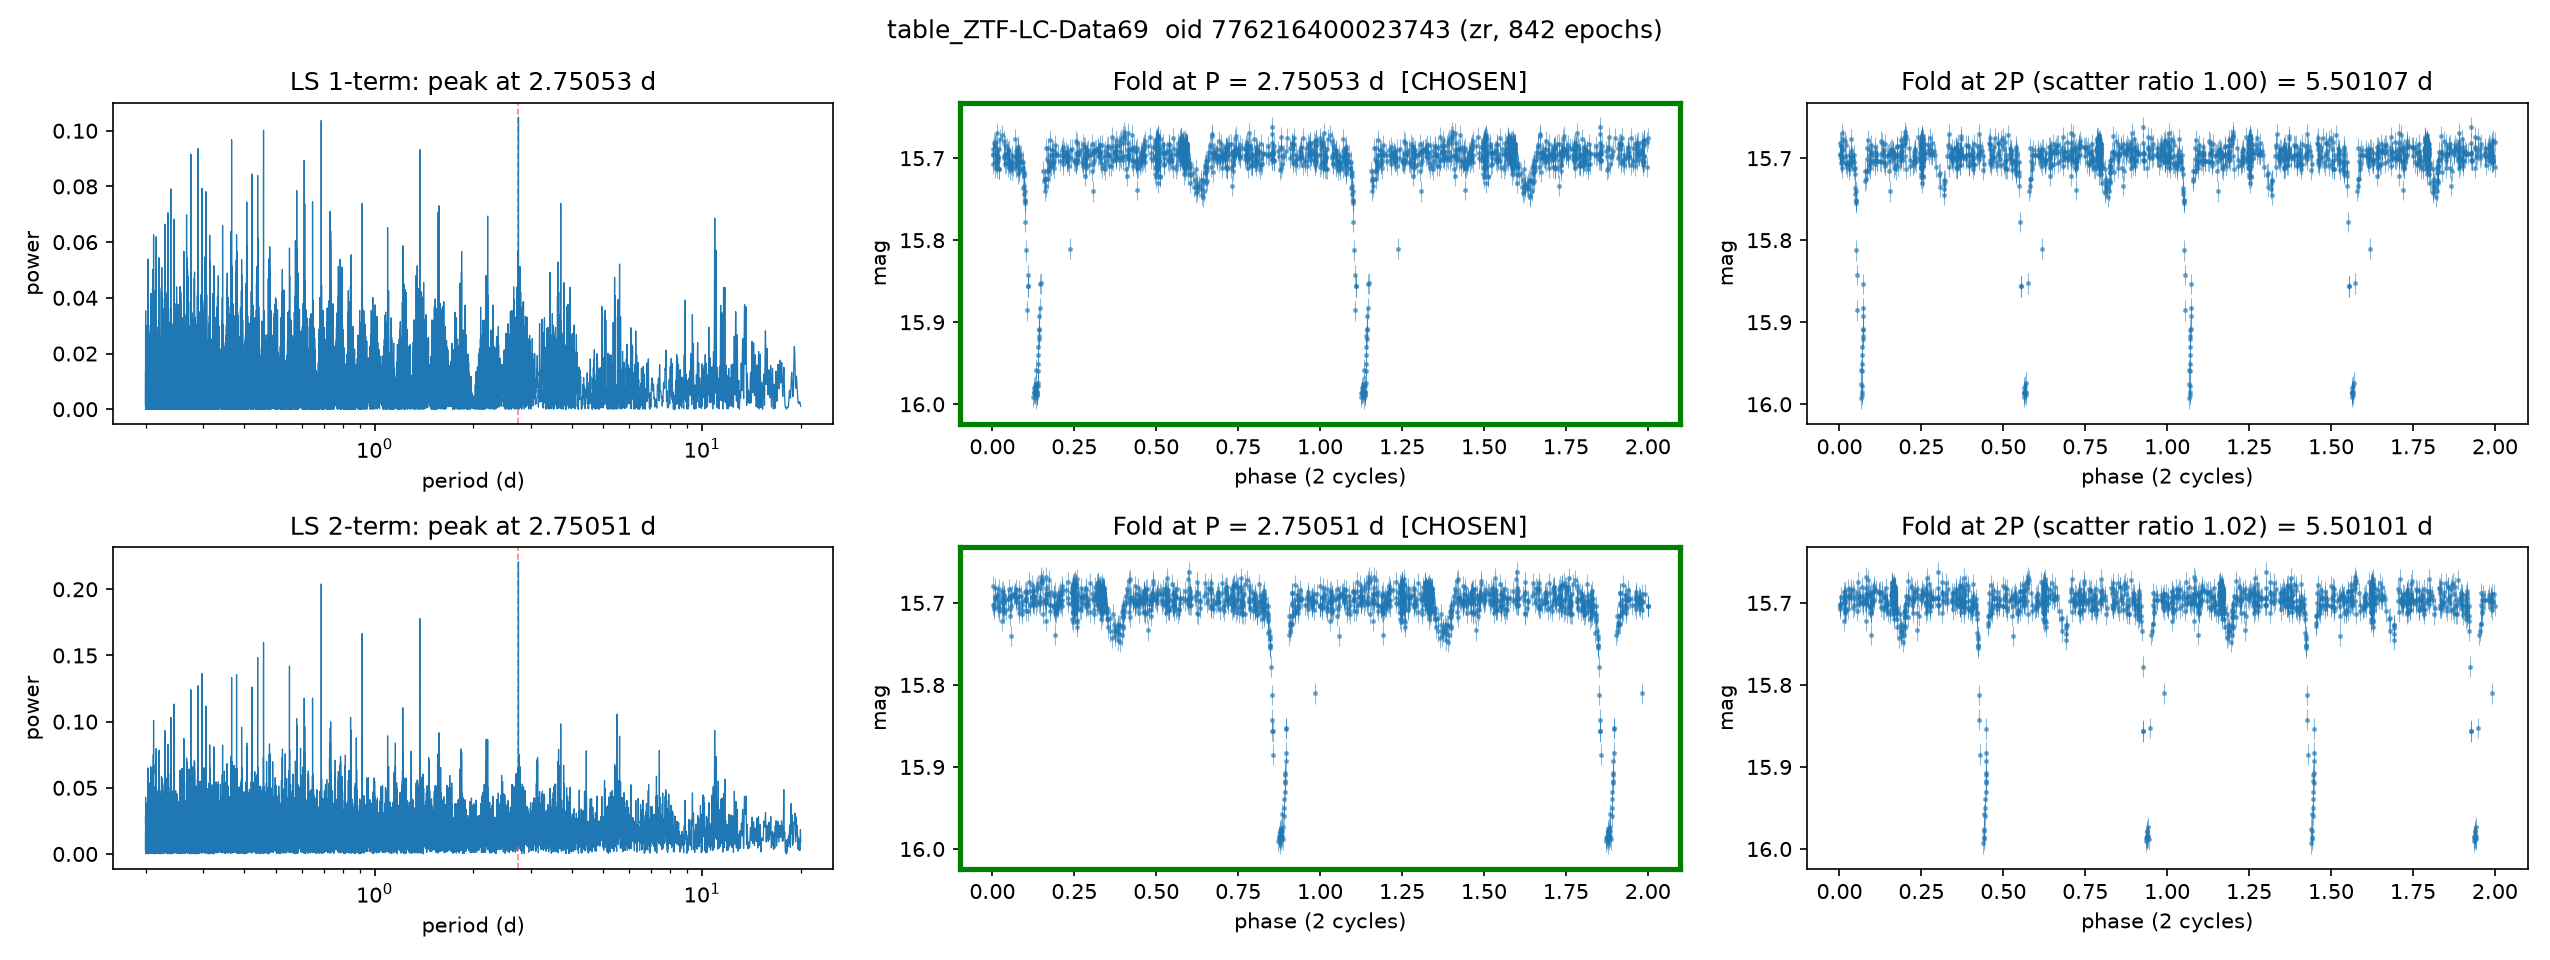 table_ZTF-LC-Data69  oid 776216400023743 (zr, 842 epochs)
LS 1-term: peak at 2.75053 d
power
0.10
0.08
0.06
0.04
0.02
0.00
10⁰
10¹
period (d)
Fold at P = 2.75053 d  [CHOSEN]
mag
15.7
15.8
15.9
16.0
0.00 0.25 0.50 0.75 1.00 1.25 1.50 1.75 2.00
phase (2 cycles)
Fold at 2P (scatter ratio 1.00) = 5.50107 d
mag
15.7
15.8
15.9
16.0
0.00 0.25 0.50 0.75 1.00 1.25 1.50 1.75 2.00
phase (2 cycles)
LS 2-term: peak at 2.75051 d
power
0.20
0.15
0.10
0.05
0.00
10⁰
10¹
period (d)
Fold at P = 2.75051 d  [CHOSEN]
mag
15.7
15.8
15.9
16.0
0.00 0.25 0.50 0.75 1.00 1.25 1.50 1.75 2.00
phase (2 cycles)
Fold at 2P (scatter ratio 1.02) = 5.50101 d
mag
15.7
15.8
15.9
16.0
0.00 0.25 0.50 0.75 1.00 1.25 1.50 1.75 2.00
phase (2 cycles)